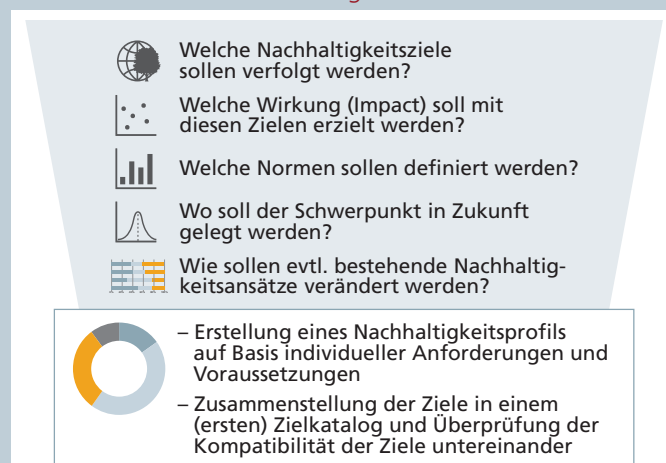 Welche Nachhaltigkeitsziele
sollen verfolgt werden?
Welche Wirkung (Impact) soll mit
diesen Zielen erzielt werden?
Welche Normen sollen definiert werden?
Wo soll der Schwerpunkt in Zukunft
gelegt werden?
Wie sollen evtl. bestehende Nachhaltig-
keitsansätze verändert werden?
– Erstellung eines Nachhaltigkeitsprofils
auf Basis individueller Anforderungen und
Voraussetzungen
– Zusammenstellung der Ziele in einem
(ersten) Zielkatalog und Überprüfung der
Kompatibilität der Ziele untereinander